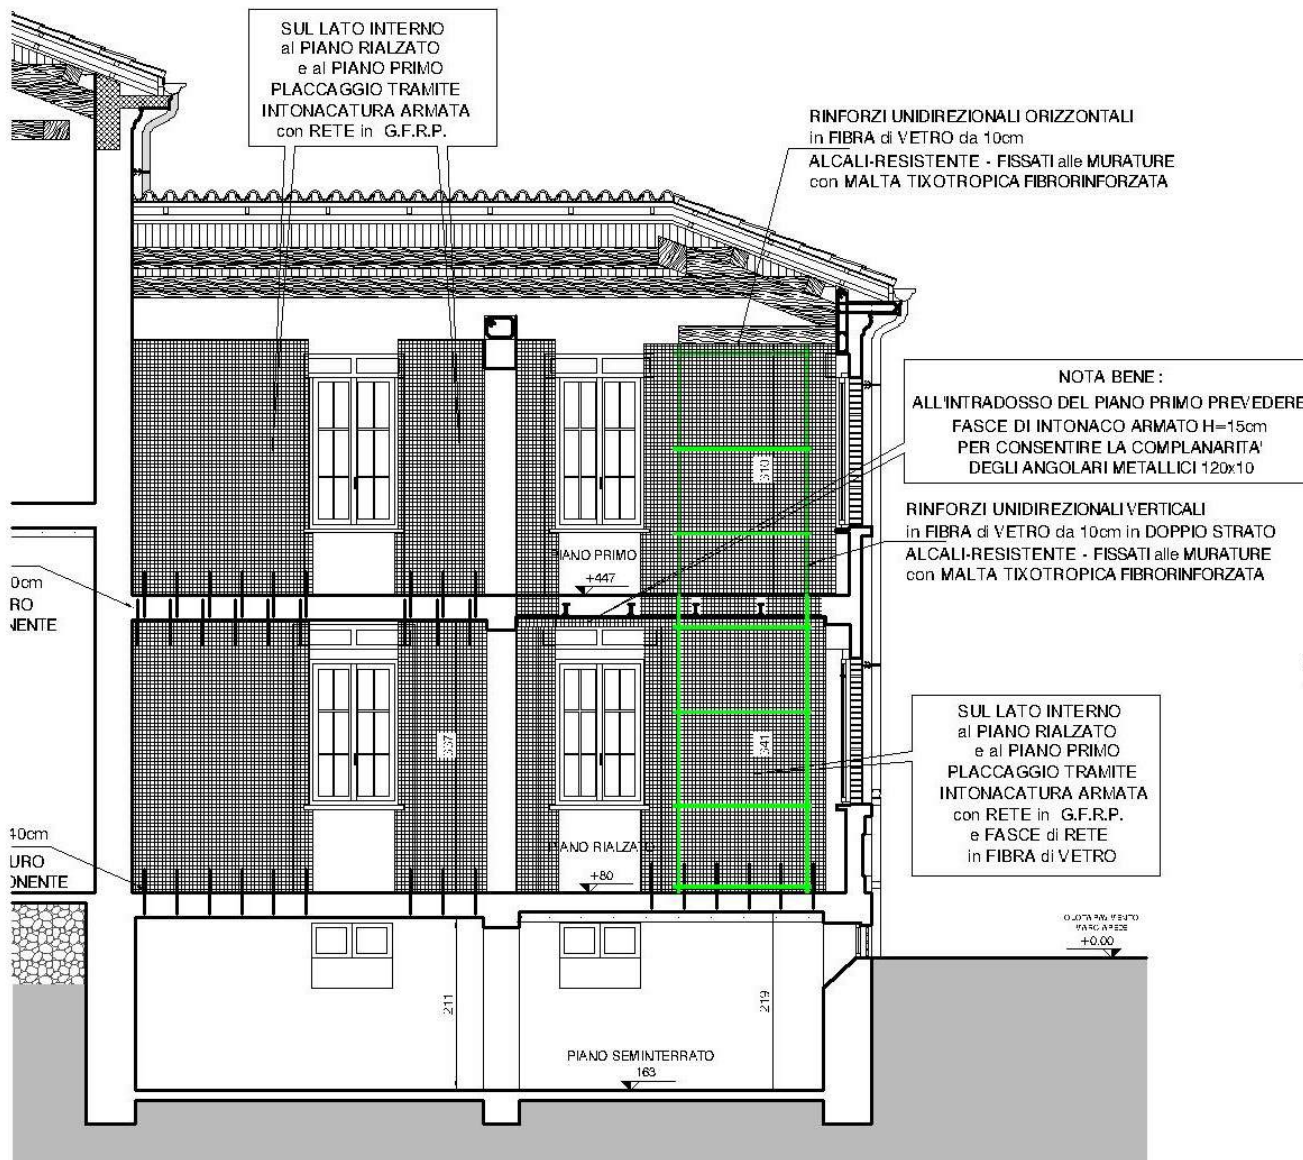 SUL LATO INTERNO
al PIANO RIALZATO
e al PIANO PRIMO
PLACCAGGIO TRAMITE
INTONACATURA ARMATA
con RETE in G.F.R.P.
RINFORZI UNIDIREZIONALI ORIZZONTALI
in FIBRA di VETRO da 10cm
ALCALI-RESISTENTE - FISSATI alle MURATURE
con MALTA TIXOTROPICA FIBRORINFORZATA
NOTA BENE :
ALL'INTRADOSSO DEL PIANO PRIMO PREVEDERE
FASCE DI INTONACO ARMATO H=15cm
PER CONSENTIRE LA COMPLANARITA'
DEGLI ANGOLARI METALLICI 120x10
RINFORZI UNIDIREZIONALI VERTICALI
in FIBRA di VETRO da 10cm in DOPPIO STRATO
ALCALI-RESISTENTE - FISSATI alle MURATURE
con MALTA TIXOTROPICA FIBRORINFORZATA
310
PIANO PRIMO
+447
0cm
RO
NENTE
SUL LATO INTERNO
al PIANO RIALZATO
e al PIANO PRIMO
PLACCAGGIO TRAMITE
INTONACATURA ARMATA
con RETE in G.F.R.P.
e FASCE di RETE
in FIBRA di VETRO
337
341
40cm
URO
ONENTE
PIANO RIALZATO
+80
+0.00
211
219
PIANO SEMINTERRATO
163